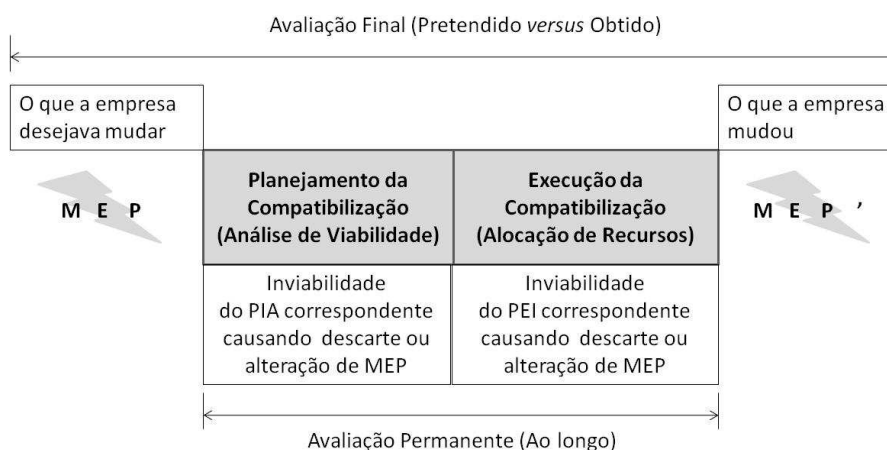 Avaliação Final (Pretendido versus Obtido)
O que a empresa
desejava mudar
O que a empresa
mudou
M E P
Planejamento da
Compatibilização
(Análise de Viabilidade)
Execução da
Compatibilização
(Alocação de Recursos)
M E P ’
Inviabilidade
do PIA correspondente
causando descarte ou
alteração de MEP
Inviabilidade
do PEI correspondente
causando descarte ou
alteração de MEP
Avaliação Permanente (Ao longo)